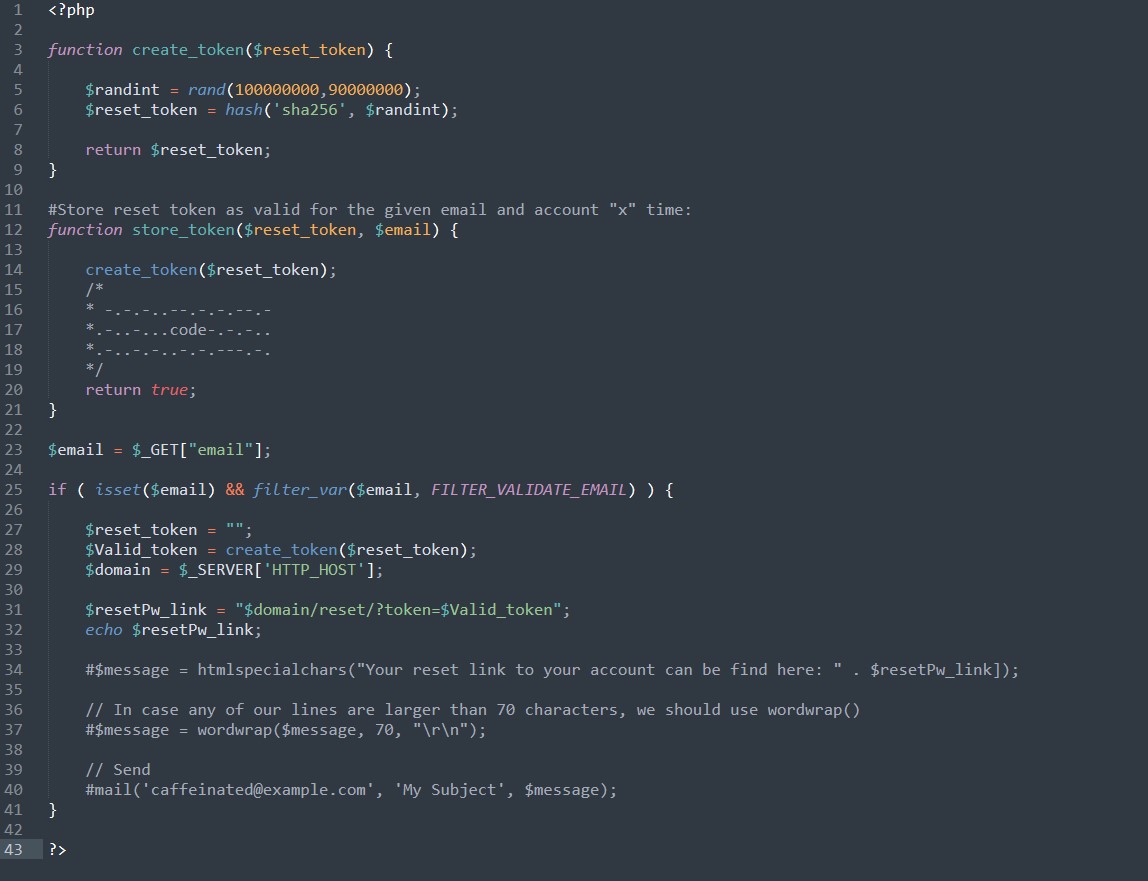 1 <?php
2
3 function create_token($reset_token) {
4
5 $randint = rand(100000000,90000000);
6 $reset_token = hash('sha256', $randint);
7
8 return $reset_token;
9 }
10
11 #Store reset token as valid for the given email and account "x" time:
12 function store_token($reset_token, $email) {
13
14 create_token($reset_token);
15 /*
16 * -.-.-..--.-.-.--.-
17 *.-..-...code-.-.-..
18 *.-..-.-..-.-.---.-.
19 */
20 return true;
21 }
22
23 $email = $_GET["email"];
24
25 if ( isset($email) && filter_var($email, FILTER_VALIDATE_EMAIL) ) {
26
27 $reset_token = "";
28 $Valid_token = create_token($reset_token);
29 $domain = $_SERVER['HTTP_HOST'];
30
31 $resetPw_link = "$domain/reset/?token=$Valid_token";
32 echo $resetPw_link;
33
34 #$message = htmlspecialchars("Your reset link to your account can be find here: " . $resetPw_link]);
35
36 // In case any of our lines are larger than 70 characters, we should use wordwrap()
37 #$message = wordwrap($message, 70, "\r\n");
38
39 // Send
40 #mail('caffeinated@example.com', 'My Subject', $message);
41 }
42
43 ?>